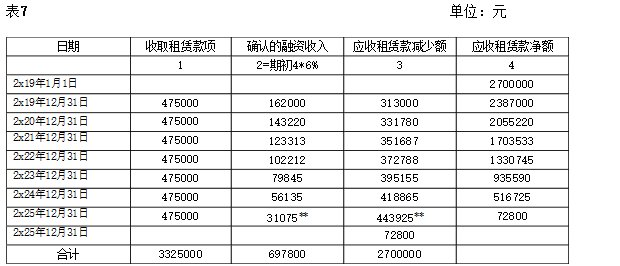 表7 单位：元
日期 收取租赁款项 确认的融资收入 应收租赁款减少额 应收租赁款净额
1 2=期初4*6% 3 4
2x19年1月1日 2700000
2x19年12月31日 475000 162000 313000 2387000
2x20年12月31日 475000 143220 331780 2055220
2x21年12月31日 475000 123313 351687 1703533
2x22年12月31日 475000 102212 372788 1330745
2x23年12月31日 475000 79845 395155 935590
2x24年12月31日 475000 56135 418865 516725
2x25年12月31日 475000 31075** 443925** 72800
2x25年12月31日 72800
合计 3325000 697800 2700000